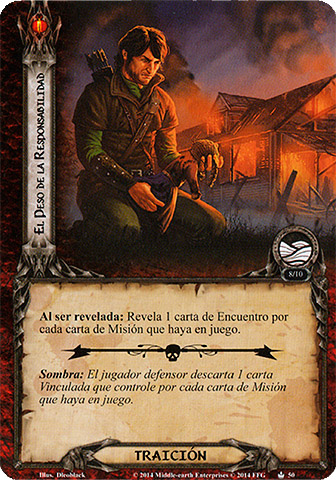 El Peso de la Responsabilidad
8/10
Al ser revelada: Revela 1 carta de Encuentro por
cada carta de Misión que haya en juego.
Sombra: El jugador defensor descarta 1 carta
Vinculada que controle por cada carta de Misión
que haya en juego.
TRAICIÓN
Illus. Dleoblack © 2014 Middle-earth Enterprises © 2014 FFG 50